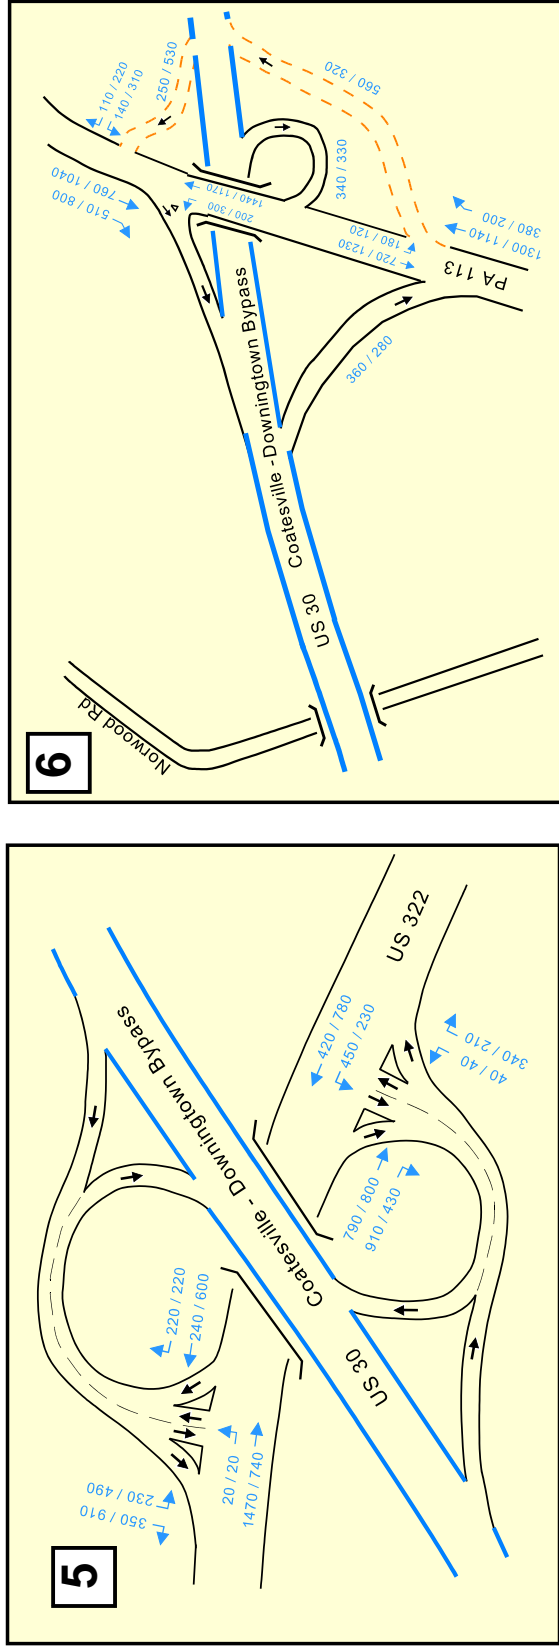 6
110 / 220
140 / 310
250 / 530
560 / 320
760 / 1040
510 / 800
1440 / 1170
200 / 300
340 / 330
180 / 120
720 / 1230
380 / 200
1300 / 1140
PA 113
360 / 280
US 30 Coatesville - Downingtown Bypass
Norwood Rd
5
US 30 Coatesville - Downingtown Bypass
US 322
420 / 780
450 / 230
340 / 210
40 / 40
790 / 800
910 / 430
220 / 220
240 / 600
230 / 490
350 / 910
20 / 20
1470 / 740